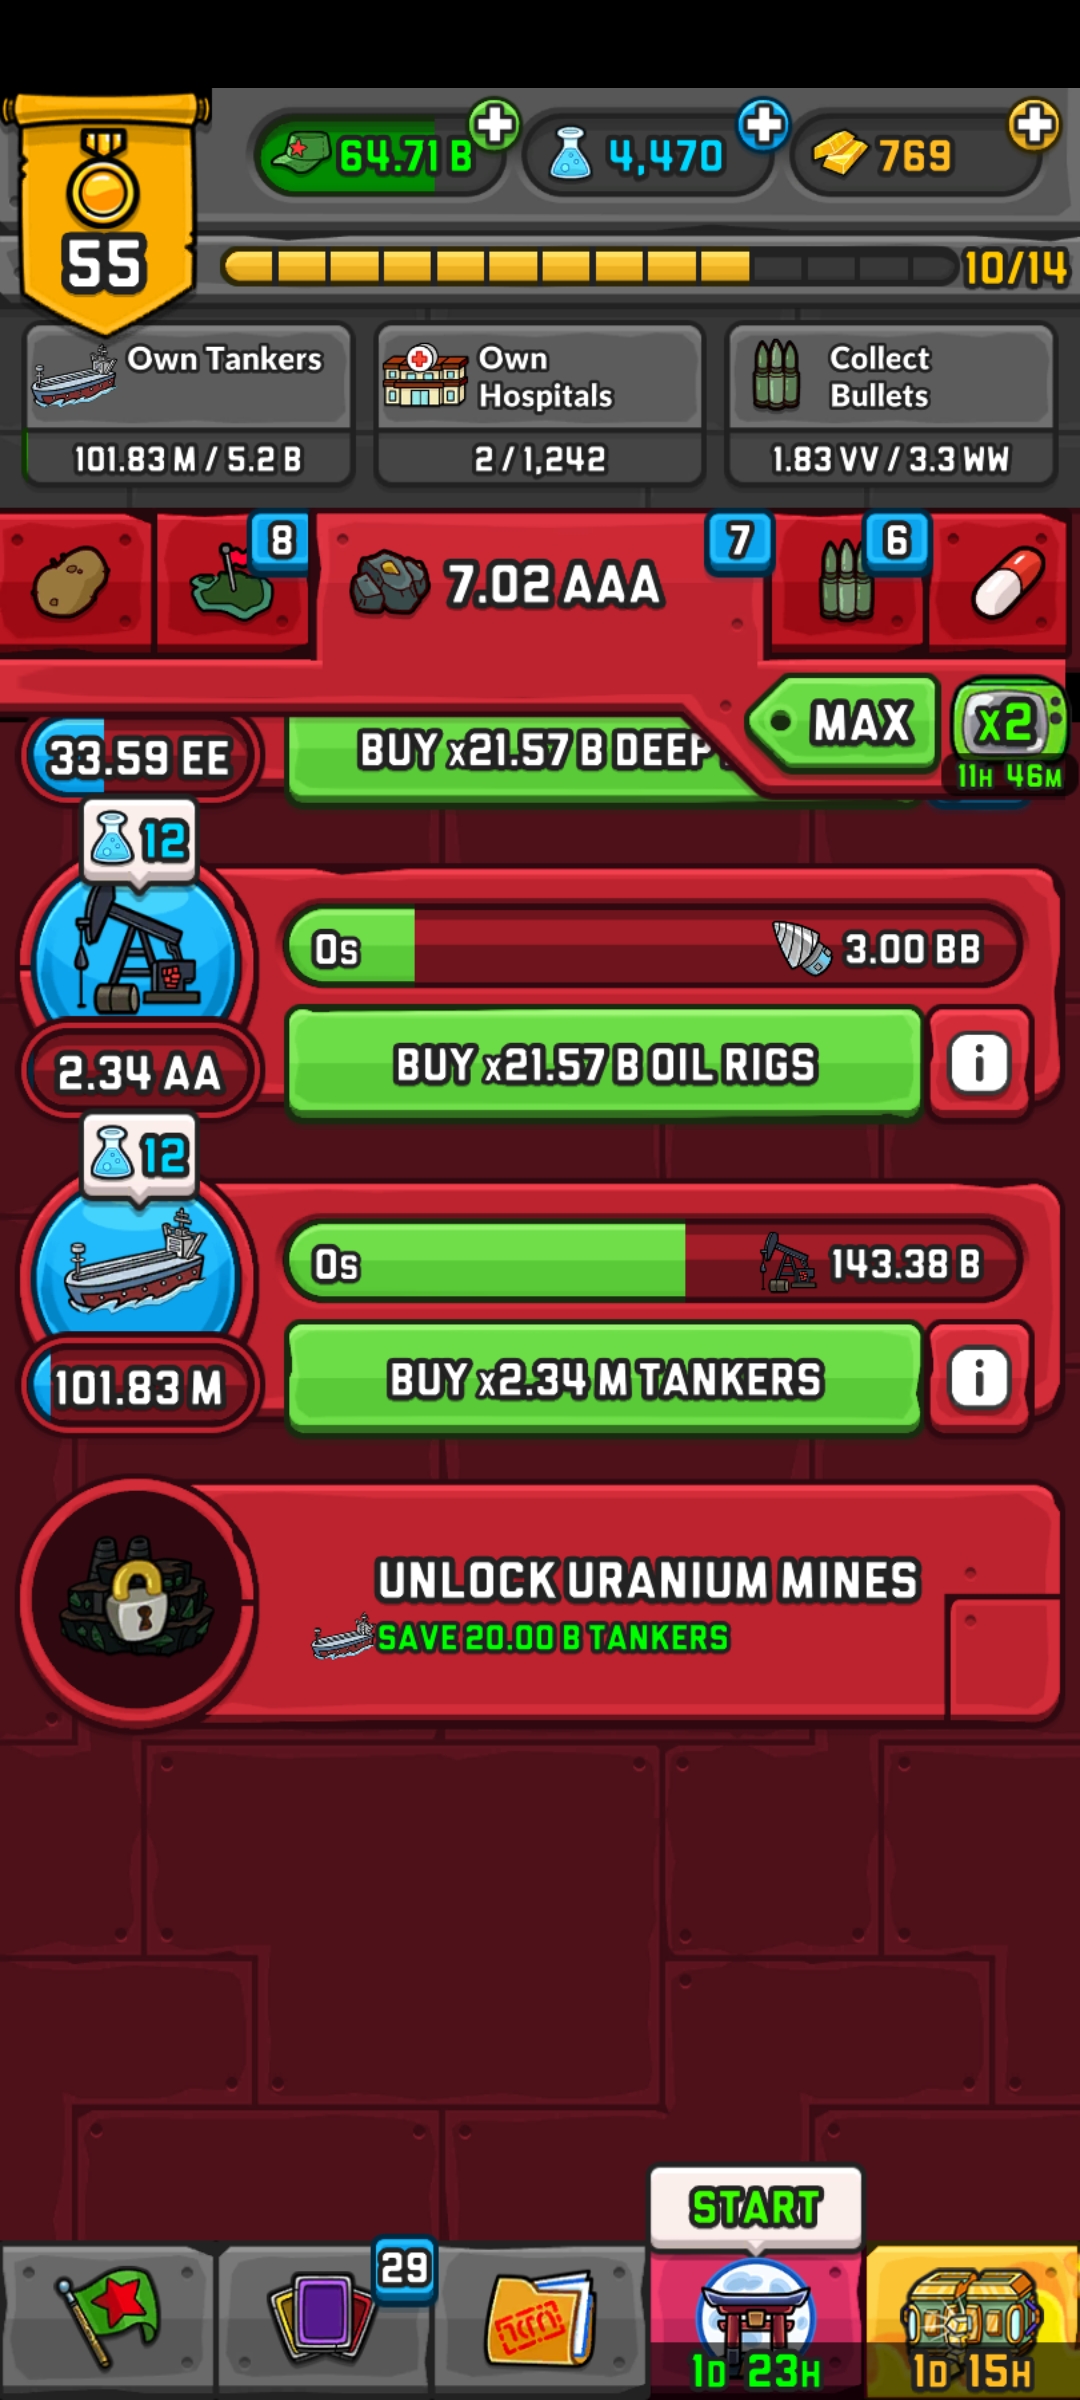 64.71 B
4,470
769
55
10/14
Own Tankers
101.83 M / 5.2 B
Own
Hospitals
2 / 1,242
Collect
Bullets
1.83 VV / 3.3 WW
8
7.02 AAA
7
6
MAX
x2
11H 46M
33.59 EE
BUY x21.57 B DEEP
12
0s
3.00 BB
2.34 AA
BUY x21.57 B OIL RIGS
i
12
0s
143.38 B
101.83 M
BUY x2.34 M TANKERS
i
UNLOCK URANIUM MINES
SAVE 20.00 B TANKERS
START
29
1D 23H
1D 15H